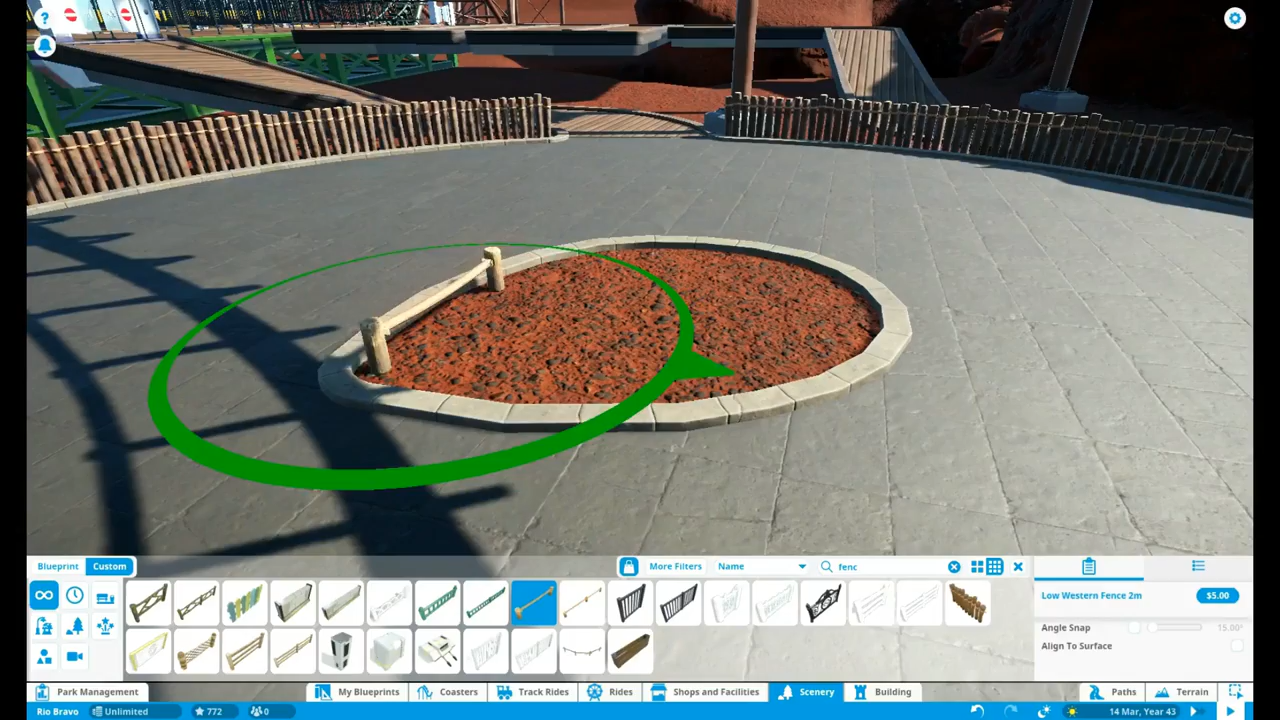 ?
Blueprint Custom More Filters Name fenc
Low Western Fence 2m $5.00
Angle Snap 15.00°
Align To Surface
Park Management My Blueprints Coasters Track Rides Rides Shops and Facilities Scenery Building Paths Terrain
Rio Bravo Unlimited 772 0 14 Mar, Year 43